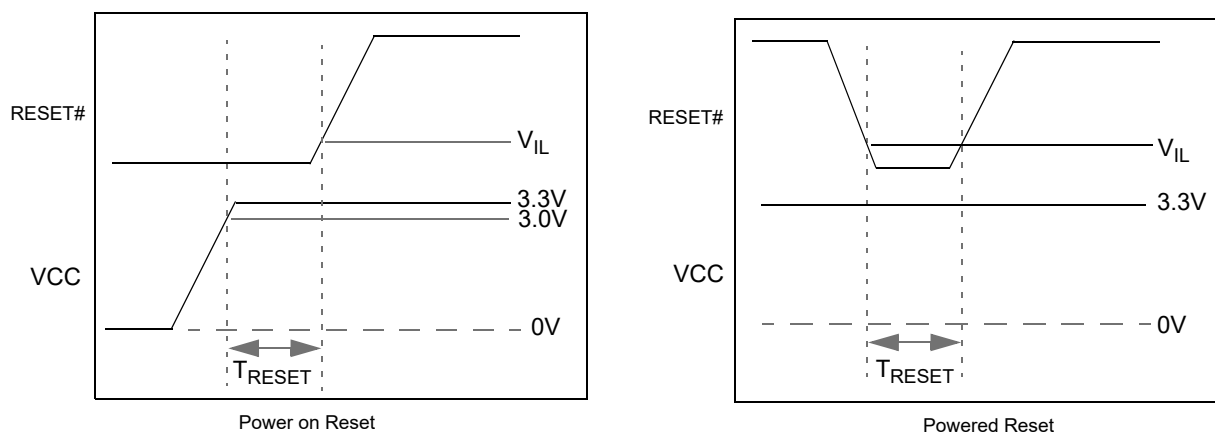 RESET#
VIL
3.3V
3.0V
VCC
0V
TRESET
Power on Reset
RESET#
VIL
3.3V
VCC
0V
TRESET
Powered Reset